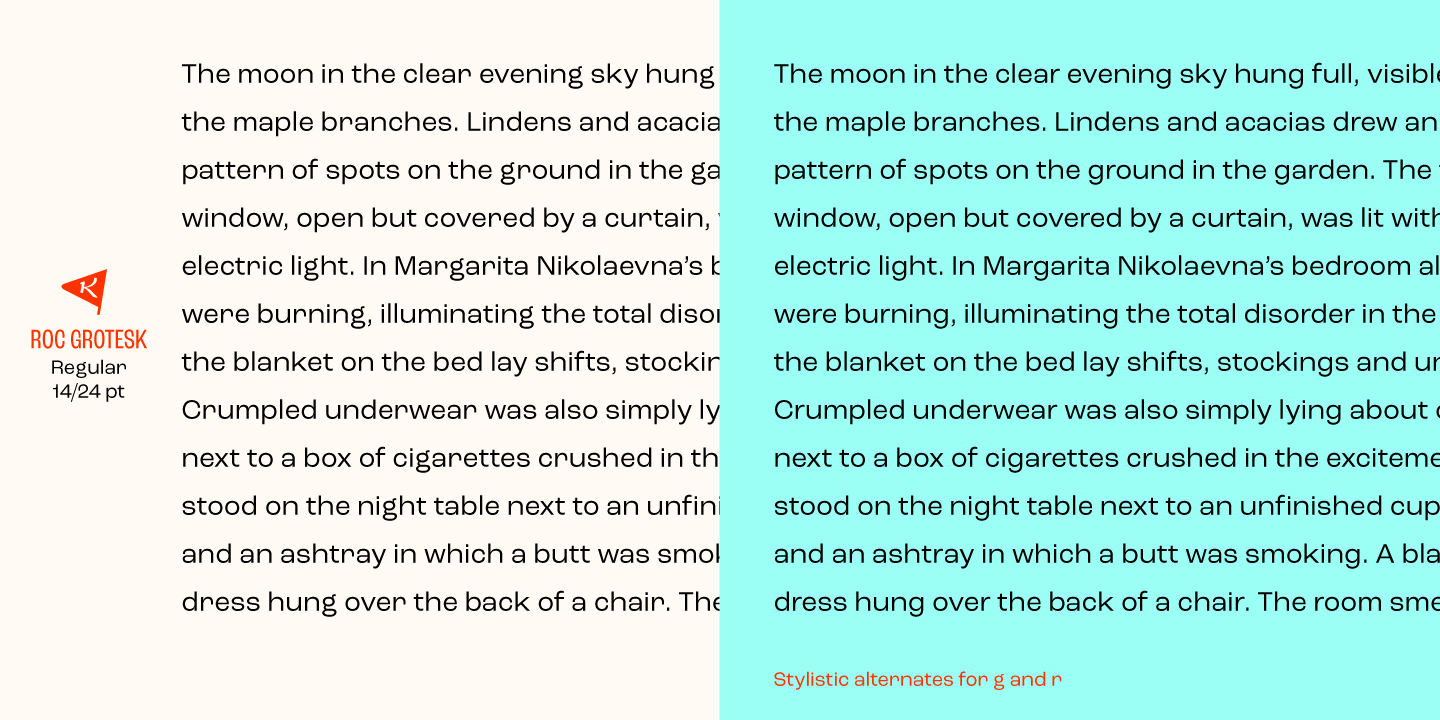 ROC GROTESK
Regular
14/24 pt
The moon in the clear evening sky hung
the maple branches. Lindens and acacia
pattern of spots on the ground in the ga
window, open but covered by a curtain,
electric light. In Margarita Nikolaevna’s b
were burning, illuminating the total disor
the blanket on the bed lay shifts, stockin
Crumpled underwear was also simply ly
next to a box of cigarettes crushed in th
stood on the night table next to an unfini
and an ashtray in which a butt was smok
dress hung over the back of a chair. The
The moon in the clear evening sky hung full, visible
the maple branches. Lindens and acacias drew an
pattern of spots on the ground in the garden. The
window, open but covered by a curtain, was lit with
electric light. In Margarita Nikolaevna’s bedroom al
were burning, illuminating the total disorder in the
the blanket on the bed lay shifts, stockings and un
Crumpled underwear was also simply lying about
next to a box of cigarettes crushed in the exciteme
stood on the night table next to an unfinished cup
and an ashtray in which a butt was smoking. A bla
dress hung over the back of a chair. The room sme
Stylistic alternates for g and r